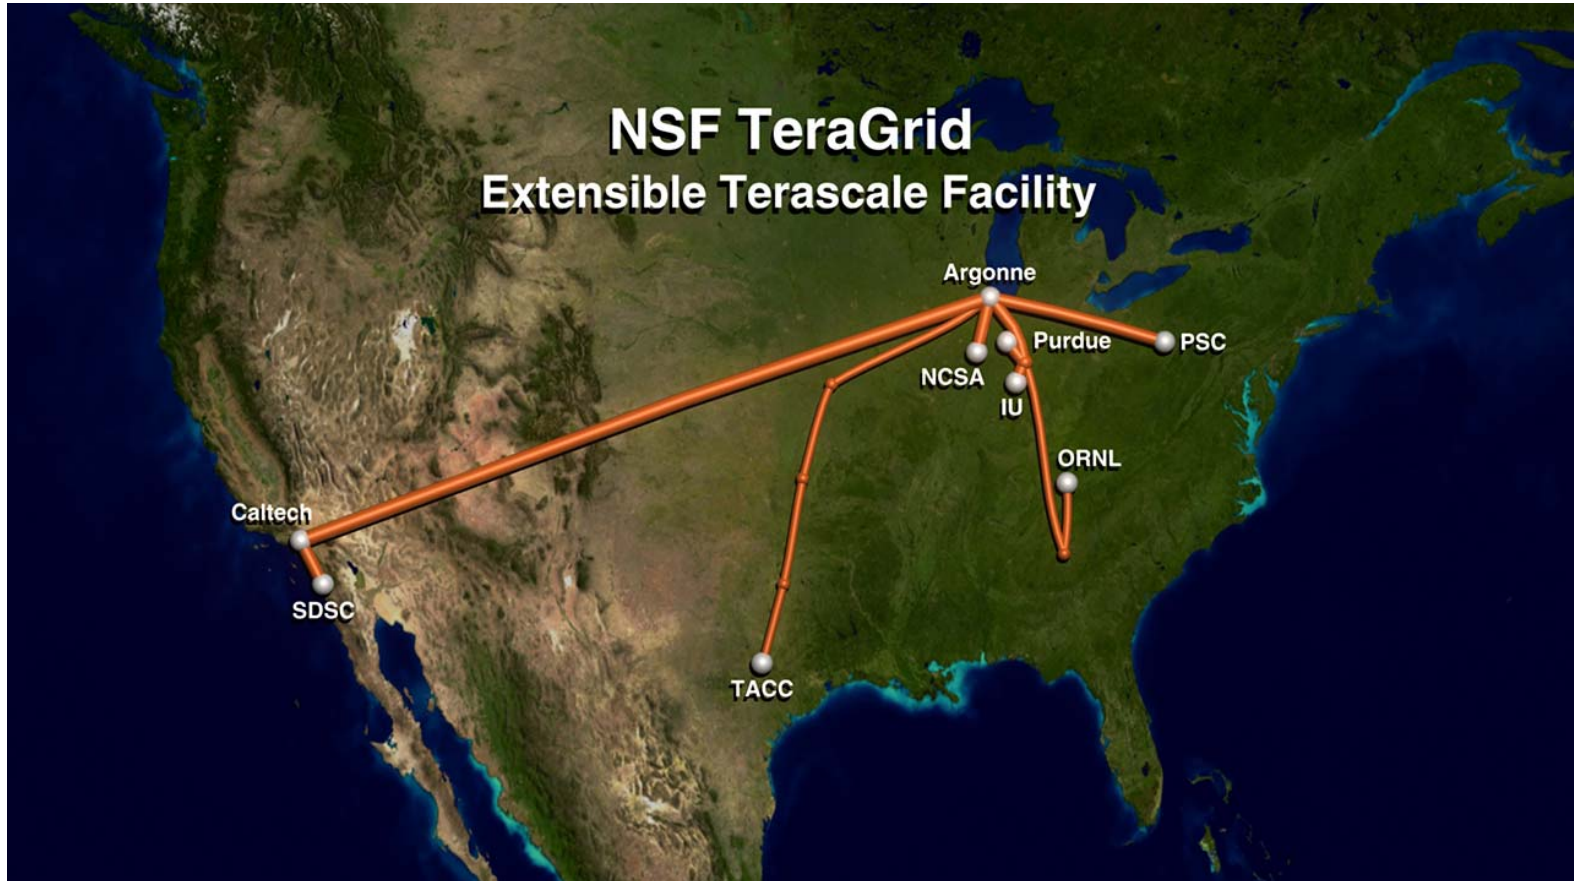 NSF TeraGrid
Extensible Terascale Facility
Argonne
Purdue
PSC
NCSA
IU
ORNL
Caltech
SDSC
TACC